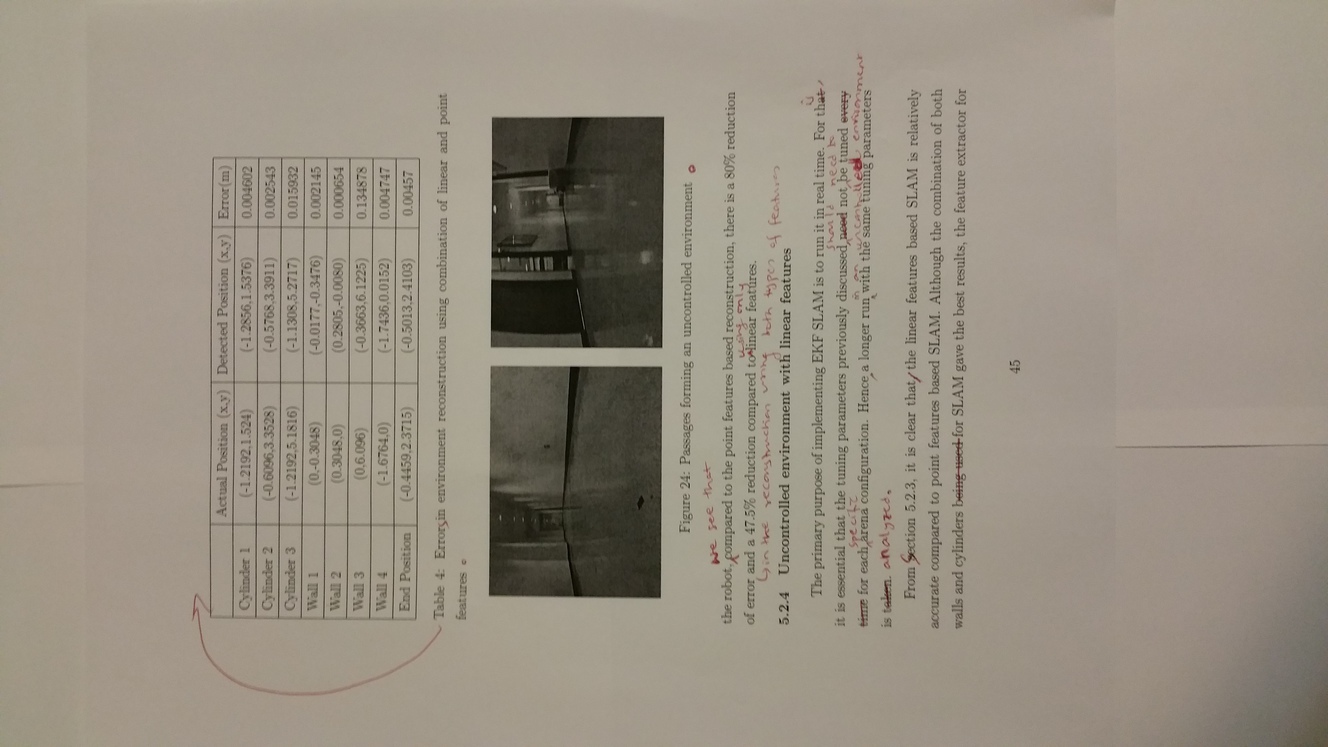 Actual Position (x,y) Detected Position (x,y) Error(m)
Cylinder 1 (-1.2192,1.524) (-1.2856,1.5376) 0.004602
Cylinder 2 (-0.6096,3.3528) (-0.5768,3.3911) 0.002543
Cylinder 3 (-1.2192,5.1816) (-1.1308,5.2717) 0.015932
Wall 1 (0,-0.3048) (-0.0177,-0.3476) 0.002145
Wall 2 (0.3048,0) (0.2805,-0.0080) 0.000654
Wall 3 (0,6.096) (-0.3663,6.1225) 0.134878
Wall 4 (-1.6764,0) (-1.7436,0.0152) 0.004747
End Position (-0.4459,2.3715) (-0.5013,2.4103) 0.00457
Table 4: Errors in environment reconstruction using combination of linear and point
features.
Figure 24: Passages forming an uncontrolled environment.
we see that
the robot, compared to the point features based reconstruction, there is a 80% reduction
using only
of error and a 47.5% reduction compared to linear features.
in the reconstruction using both types of features
5.2.4 Uncontrolled environment with linear features
The primary purpose of implementing EKF SLAM is to run it in real time. For that,
should need
it is essential that the tuning parameters previously discussed need not be tuned every
specific in an uncontrolled environment
time for each arena configuration. Hence a longer run with the same tuning parameters
is taken. analyzed.
From Section 5.2.3, it is clear that the linear features based SLAM is relatively
accurate compared to point features based SLAM. Although the combination of both
walls and cylinders being used for SLAM gave the best results, the feature extractor for
45